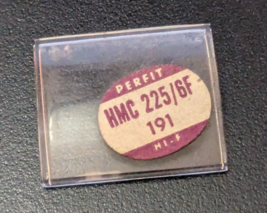 PERFIT
HMC 225/6F
191
HI-F